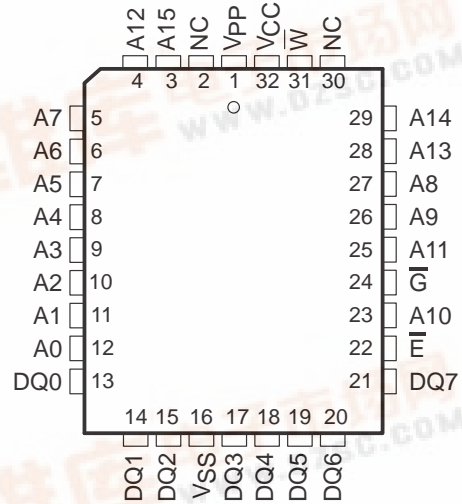 A12 A15 NC VPP VCC W NC
4 3 2 1 32 31 30
A7 5 29 A14
A6 6 28 A13
A5 7 27 A8
A4 8 26 A9
A3 9 25 A11
A2 10 24 G
A1 11 23 A10
A0 12 22 E
DQ0 13 21 DQ7
14 15 16 17 18 19 20
DQ1 DQ2 VSS DQ3 DQ4 DQ5 DQ6
WWW.DZSC.COM